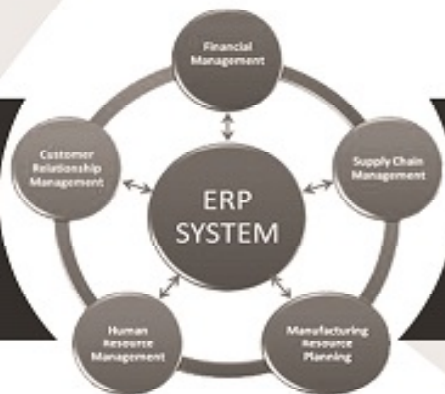 Financial
Management
Customer
Relationship
Management
Supply Chain
Management
ERP
SYSTEM
Human
Resource
Management
Manufacturing
Resource
Planning